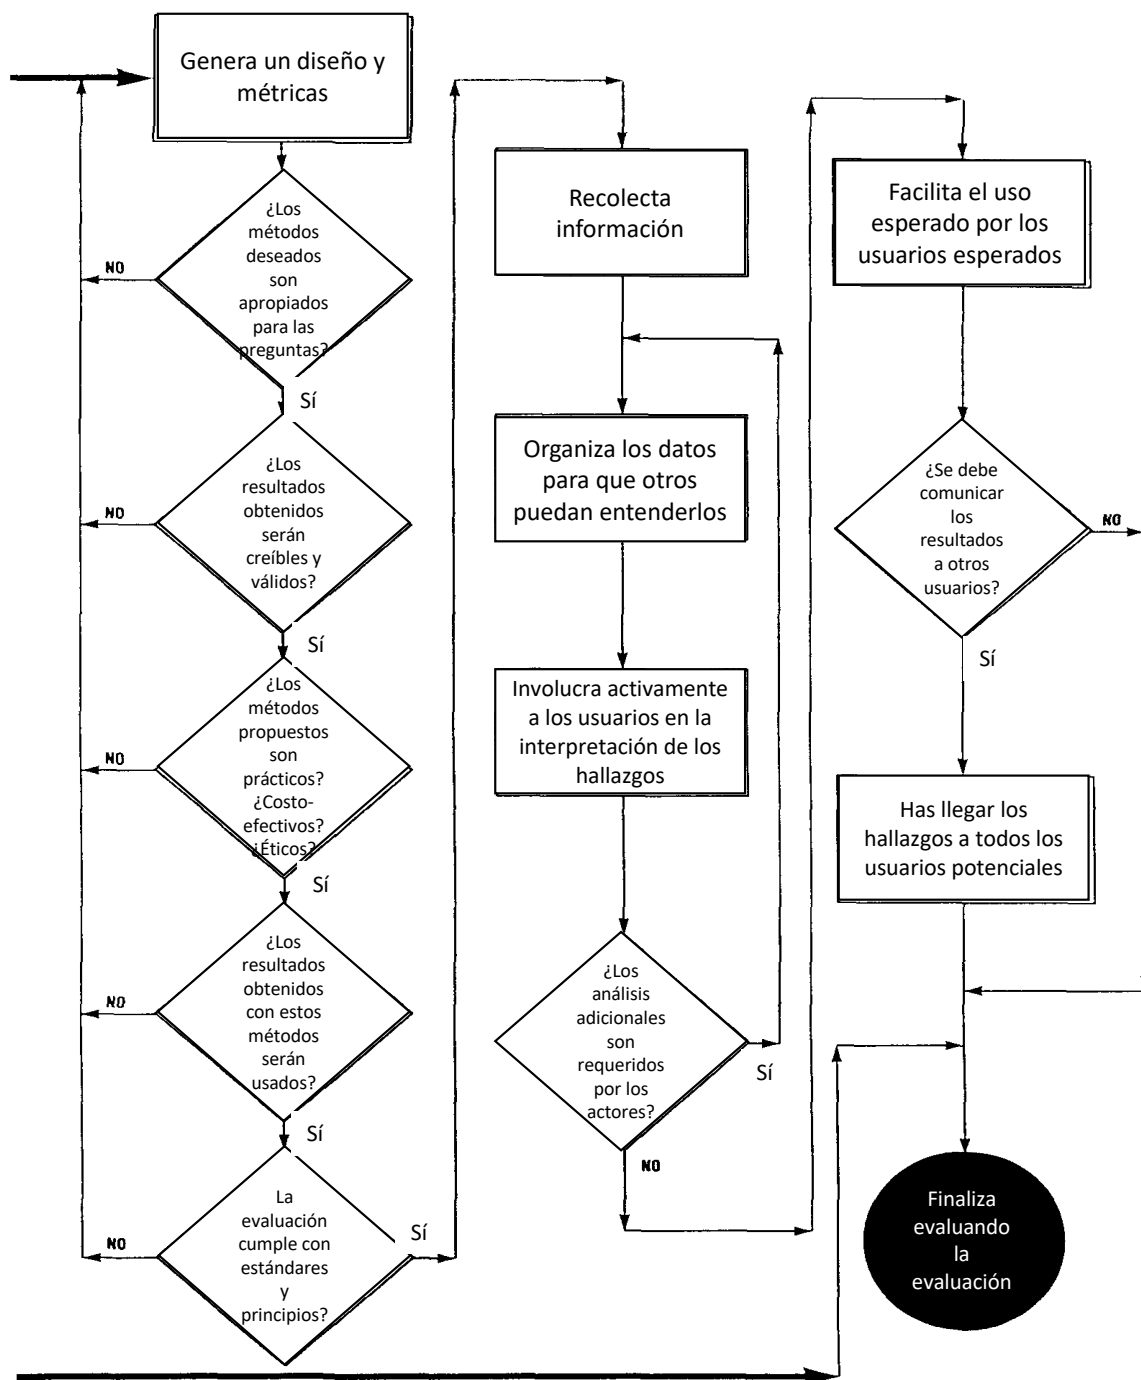 Genera un diseño y
métricas
¿Los
métodos
deseados
son
apropiados
para las
preguntas?
NO
Sí
¿Los
resultados
obtenidos
serán
creíbles y
válidos?
NO
Sí
¿Los
métodos
propuestos
son
prácticos?
¿Costo-
efectivos?
¿Éticos?
NO
Sí
¿Los
resultados
obtenidos
con estos
métodos
serán
usados?
NO
Sí
La
evaluación
cumple con
estándares
y
principios?
NO
Sí
Recolecta
información
Organiza los datos
para que otros
puedan entenderlos
Involucra activamente
a los usuarios en la
interpretación de los
hallazgos
¿Los
análisis
adicionales
son
requeridos
por los
actores?
Sí
NO
Facilita el uso
esperado por los
usuarios esperados
¿Se debe
comunicar
los
resultados
a otros
usuarios?
NO
Sí
Has llegar los
hallazgos a todos los
usuarios potenciales
Finaliza
evaluando
la
evaluación